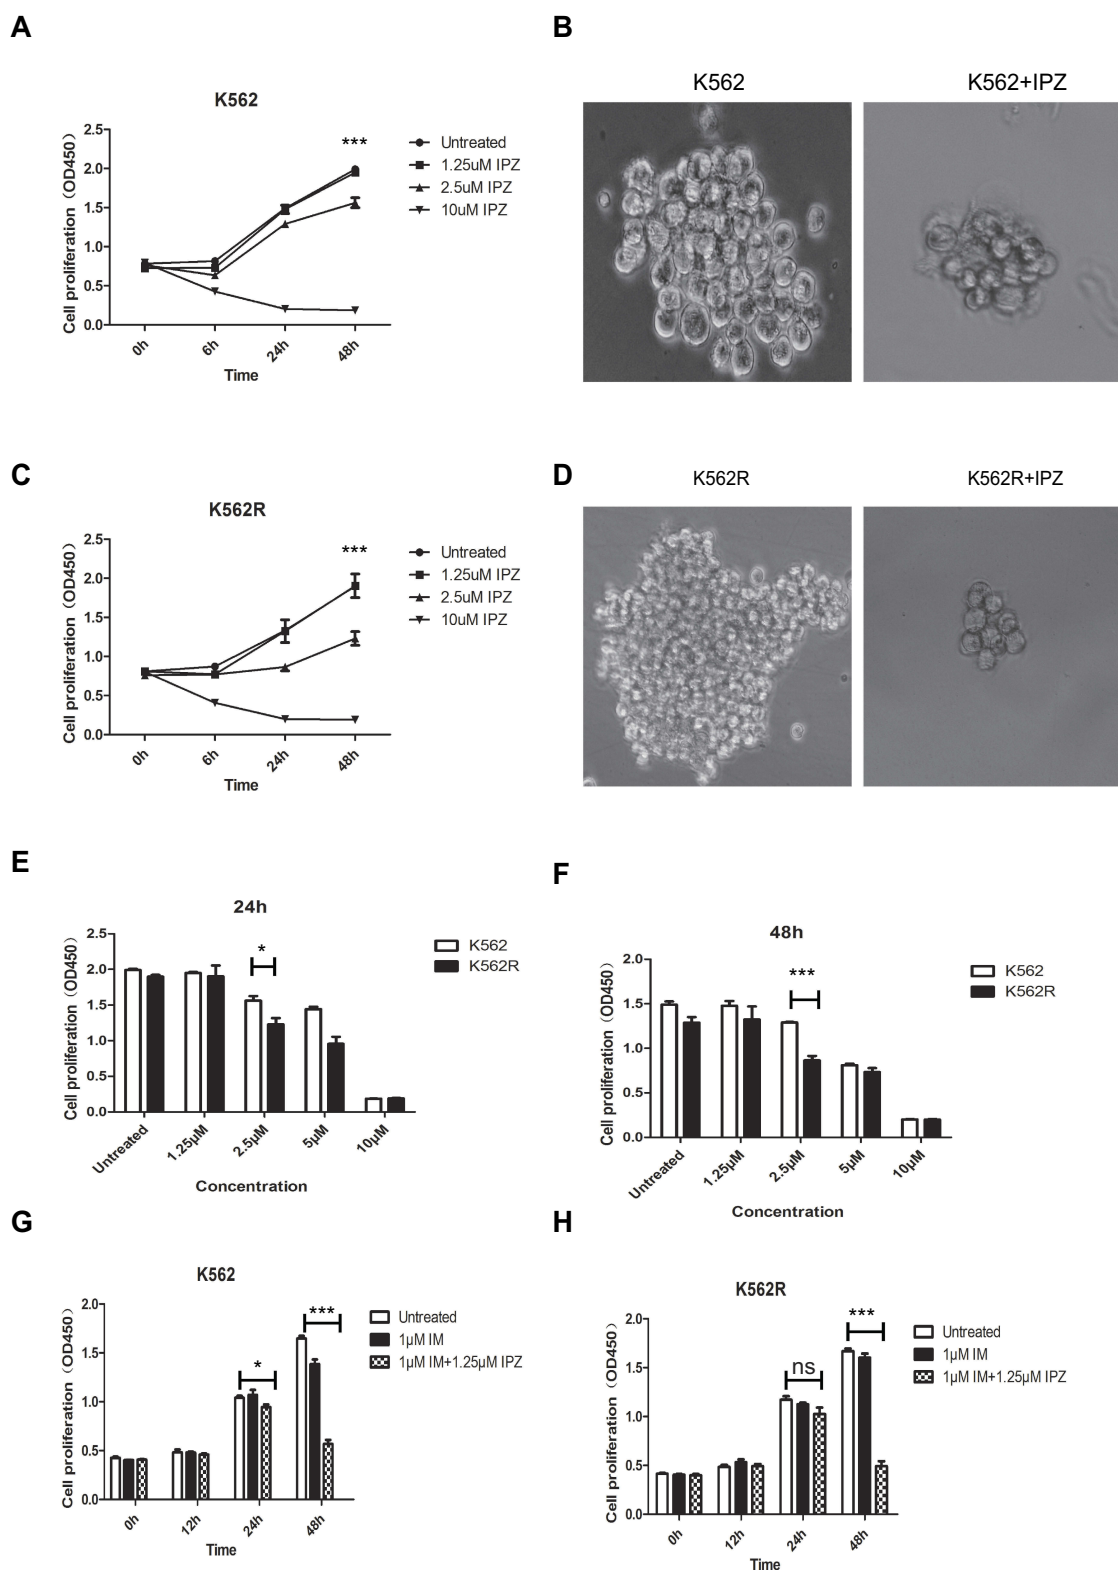 A
K562
Cell proliferation (OD450)
2.5
2.0
1.5
1.0
0.5
0.0
0h
6h
24h
48h
Time
***
Untreated
1.25uM IPZ
2.5uM IPZ
10uM IPZ
B
K562
K562+IPZ
C
K562R
Cell proliferation (OD450)
2.5
2.0
1.5
1.0
0.5
0.0
0h
6h
24h
48h
Time
***
Untreated
1.25uM IPZ
2.5uM IPZ
10uM IPZ
D
K562R
K562R+IPZ
E
24h
Cell proliferation (OD450)
2.5
2.0
1.5
1.0
0.5
0.0
*
Untreated
1.25μM
2.5μM
5μM
10μM
Concentration
K562
K562R
F
48h
Cell proliferation (OD450)
2.0
1.5
1.0
0.5
0.0
***
Untreated
1.25μM
2.5μM
5μM
10μM
Concentration
K562
K562R
G
K562
Cell proliferation (OD450)
2.0
1.5
1.0
0.5
0.0
*
***
0h
12h
24h
48h
Time
Untreated
1μM IM
1μM IM+1.25μM IPZ
H
K562R
Cell proliferation (OD450)
2.0
1.5
1.0
0.5
0.0
ns
***
0h
12h
24h
48h
Time
Untreated
1μM IM
1μM IM+1.25μM IPZ